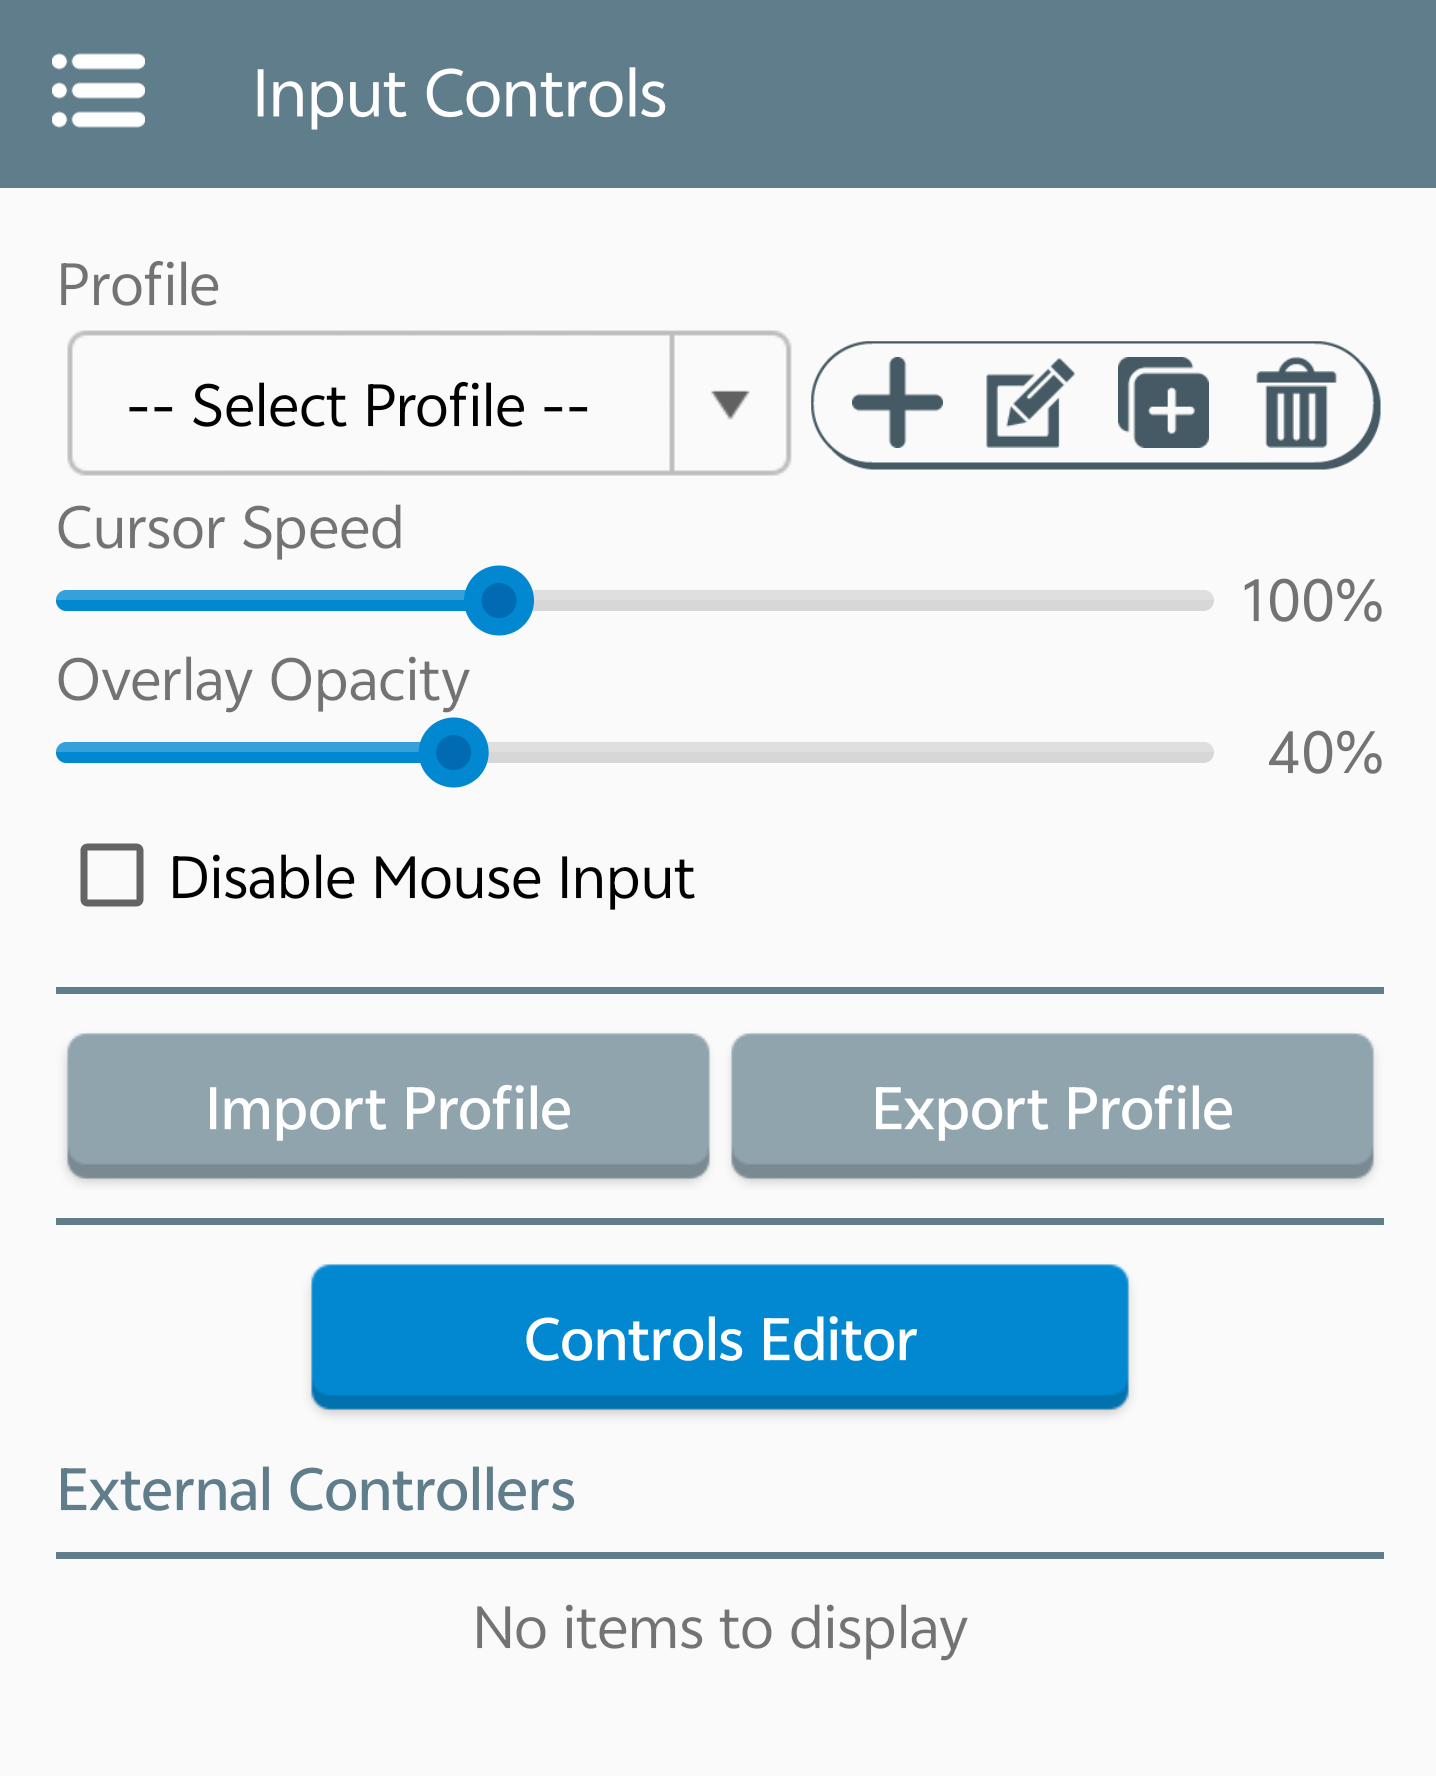 Input Controls
Profile
-- Select Profile --
Cursor Speed
100%
Overlay Opacity
40%
Disable Mouse Input
Import Profile
Export Profile
Controls Editor
External Controllers
No items to display